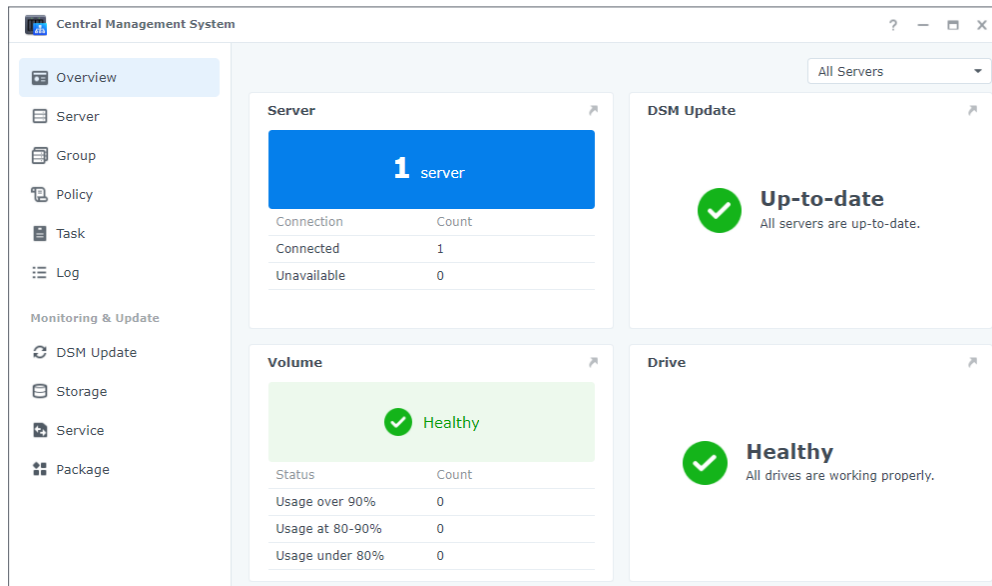 Central Management System
?
Overview
Server
Group
Policy
Task
Log
Monitoring & Update
DSM Update
Storage
Service
Package
All Servers
Server
1 server
Connection Count
Connected 1
Unavailable 0
DSM Update
Up-to-date
All servers are up-to-date.
Volume
Healthy
Status Count
Usage over 90% 0
Usage at 80-90% 0
Usage under 80% 0
Drive
Healthy
All drives are working properly.